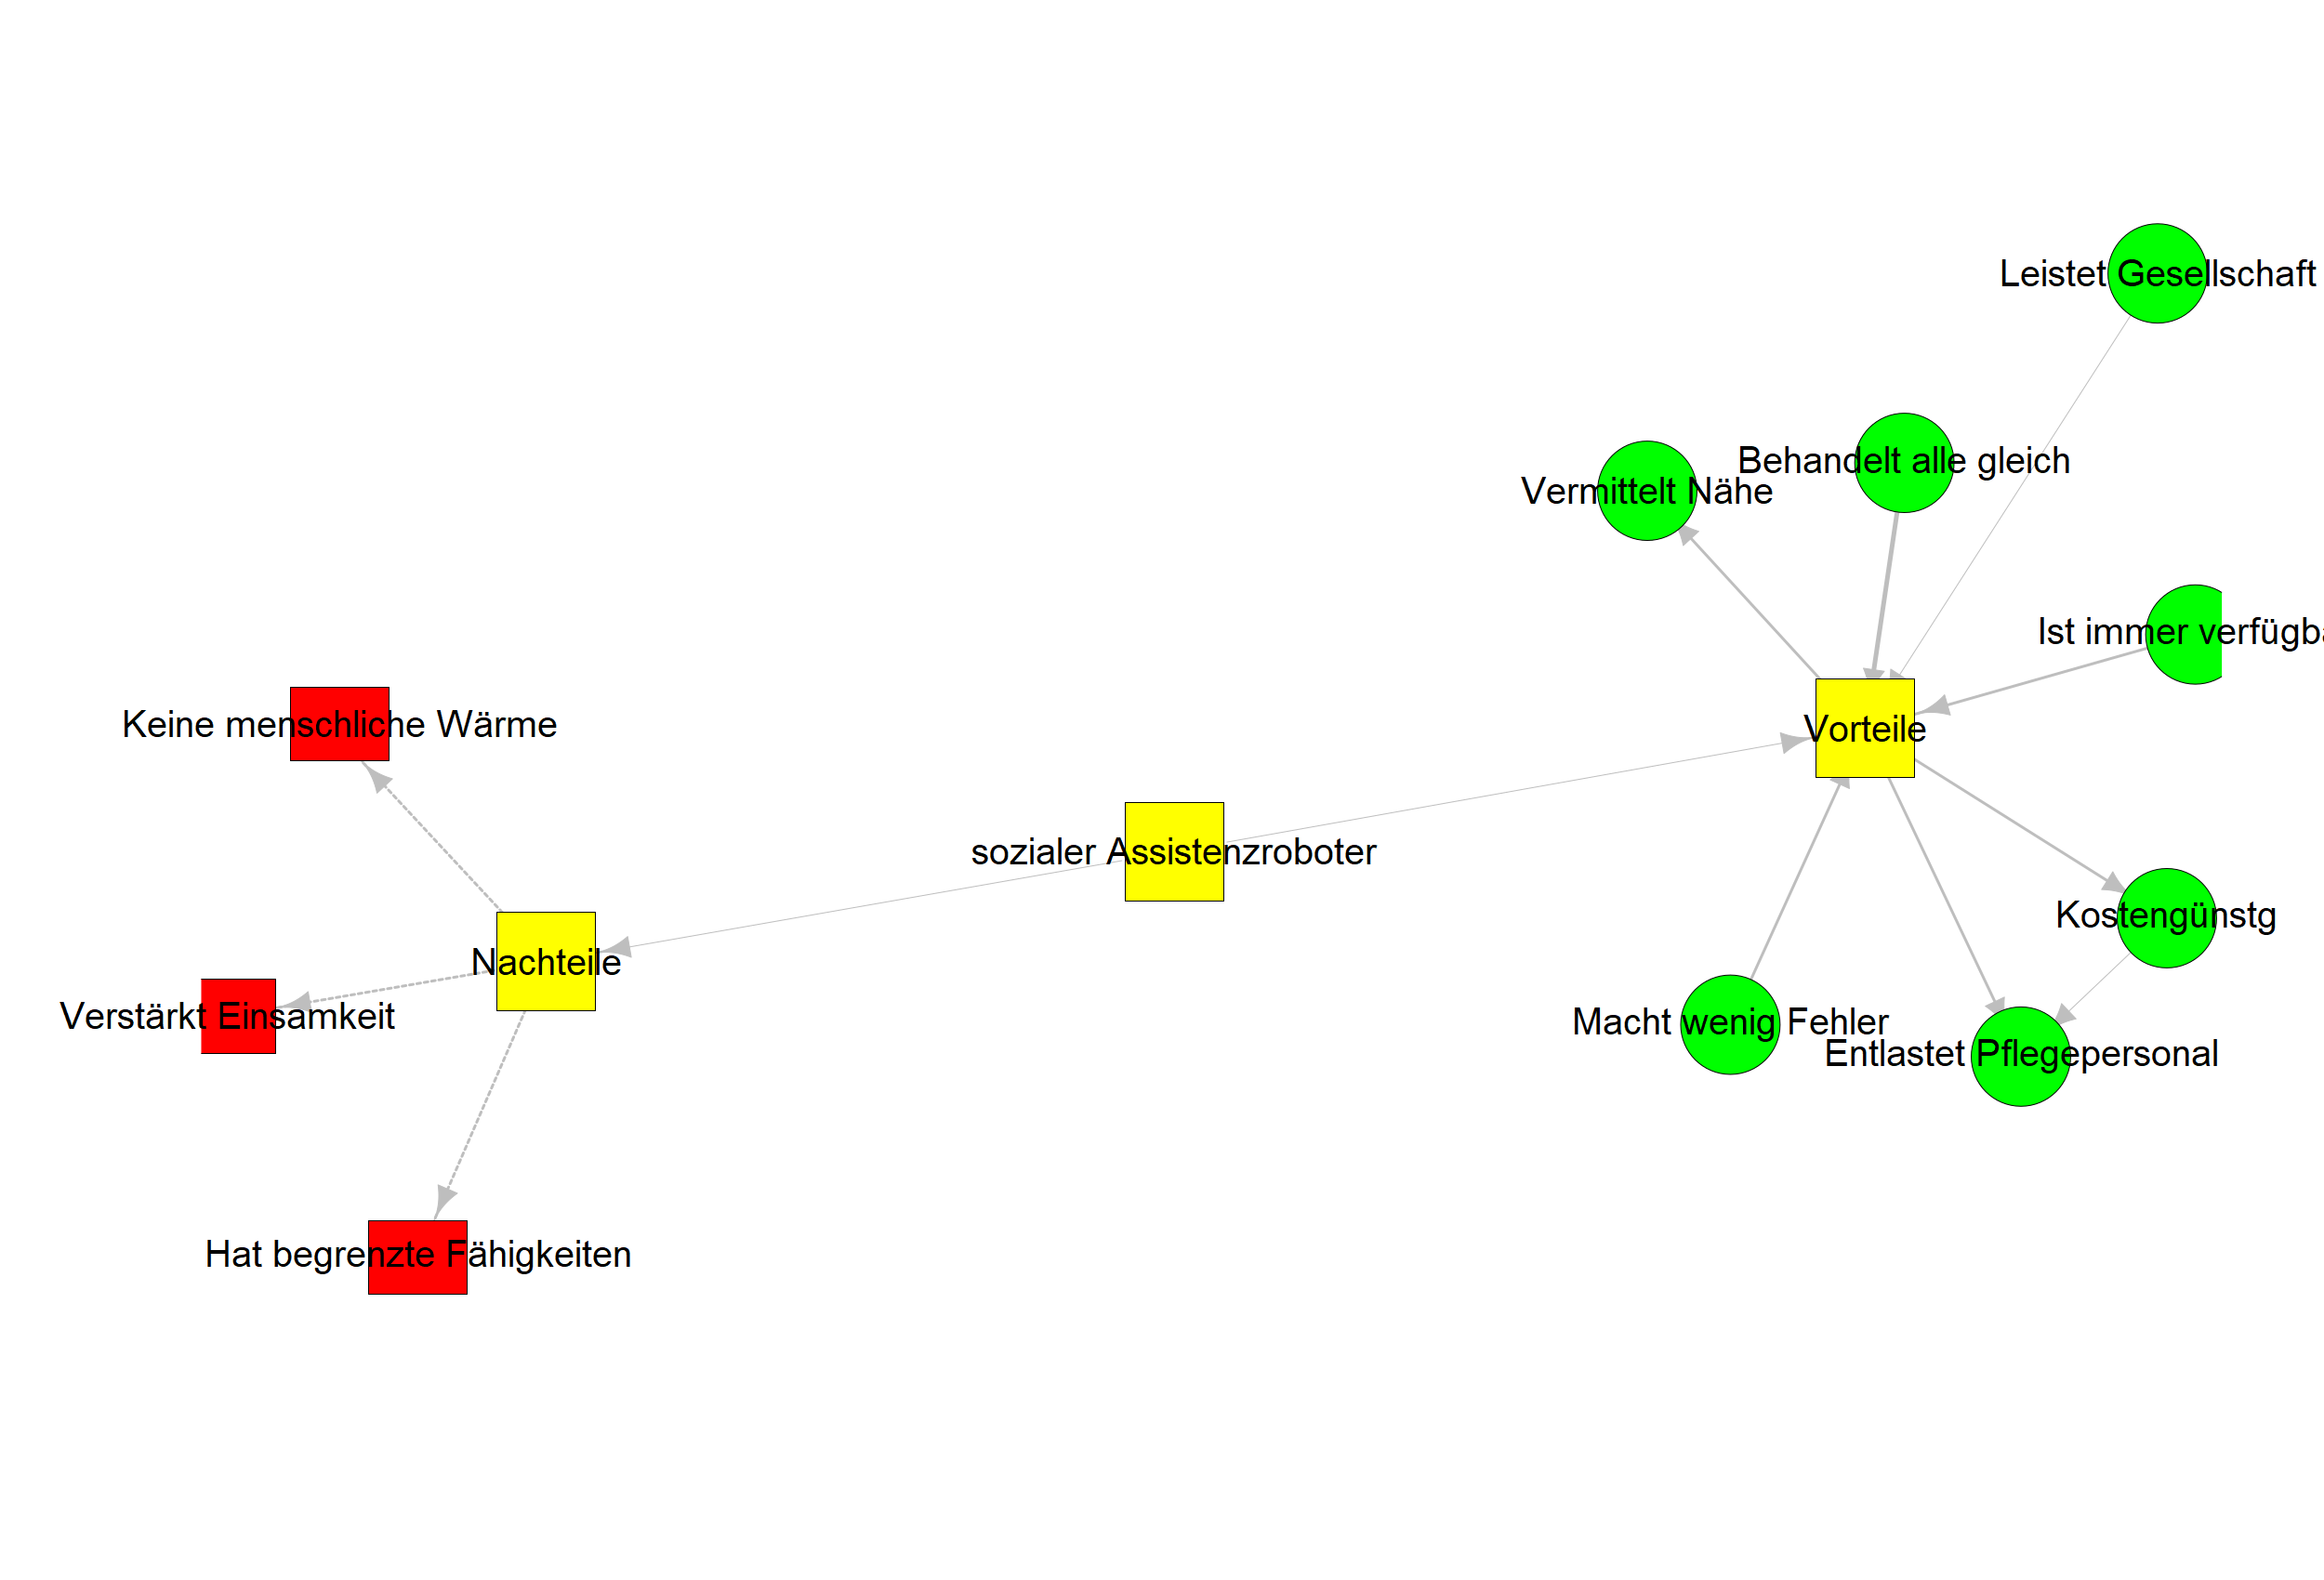 Leistet Gesellschaft
Behandelt alle gleich
Vermittelt Nähe
Ist immer verfügba
Keine menschliche Wärme
Vorteile
sozialer Assistenzroboter
Kostengünstg
Nachteile
Verstärkt Einsamkeit
Macht wenig Fehler
Entlastet Pflegepersonal
Hat begrenzte Fähigkeiten